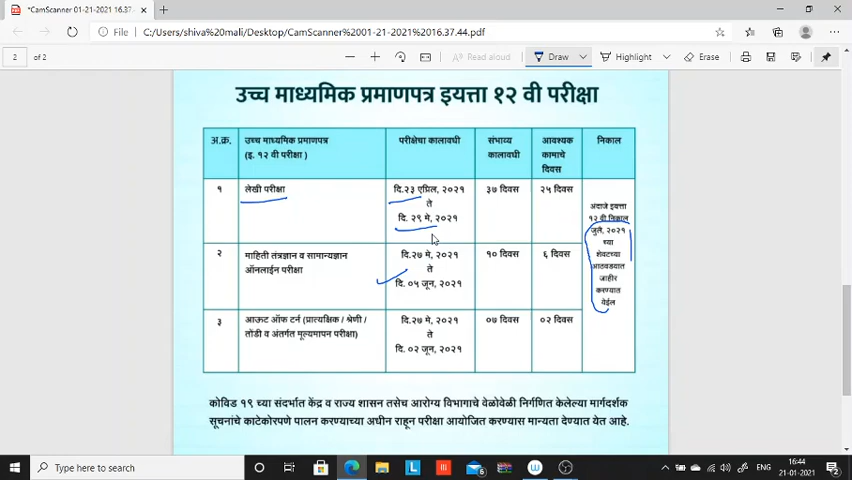 *CamScanner 01-21-2021 16.37.
File
C:/Users/shiva%20mali/Desktop/CamScanner%2001-21-2021%2016.37.44.pdf
2
of 2
Read aloud
Draw
Highlight
Erase
उच्च माध्यमिक प्रमाणपत्र इयत्ता १२ वी परीक्षा
अ.क्र.
उच्च माध्यमिक प्रमाणपत्र
(इ. १२ वी परीक्षा )
परीक्षेचा कालावधी
संभाव्य
कालावधी
आवश्यक
कामाचे
दिवस
निकाल
१
लेखी परीक्षा
दि.२३ एप्रिल, २०२१
ते
दि. २९ मे, २०२१
३७ दिवस
२५ दिवस
अंदाजे इयत्ता
१२ वी निकाल
जुलै, २०२१
च्या
शेवटच्या
आठवडयात
जाहीर
करण्यात
येईल
२
माहिती तंत्रज्ञान व सामान्यज्ञान
ऑनलाईन परीक्षा
दि.२७ मे, २०२१
ते
दि. ०५ जून, २०२१
१० दिवस
६ दिवस
३
आऊट ऑफ टर्न (प्रात्यक्षिक / श्रेणी /
तोंडी व अंतर्गत मूल्यमापन परीक्षा)
दि.२७ मे, २०२१
ते
दि. ०२ जून, २०२१
०७ दिवस
०२ दिवस
कोविड १९ च्या संदर्भात केंद्र व राज्य शासन तसेच आरोग्य विभागाचे वेळोवेळी निर्गणित केलेल्या मार्गदर्शक
सूचनांचे काटेकोरपणे पालन करण्याच्या अधीन राहून परीक्षा आयोजित करण्यास मान्यता देण्यात येत आहे.
Type here to search
ENG
16:44
21-01-2021